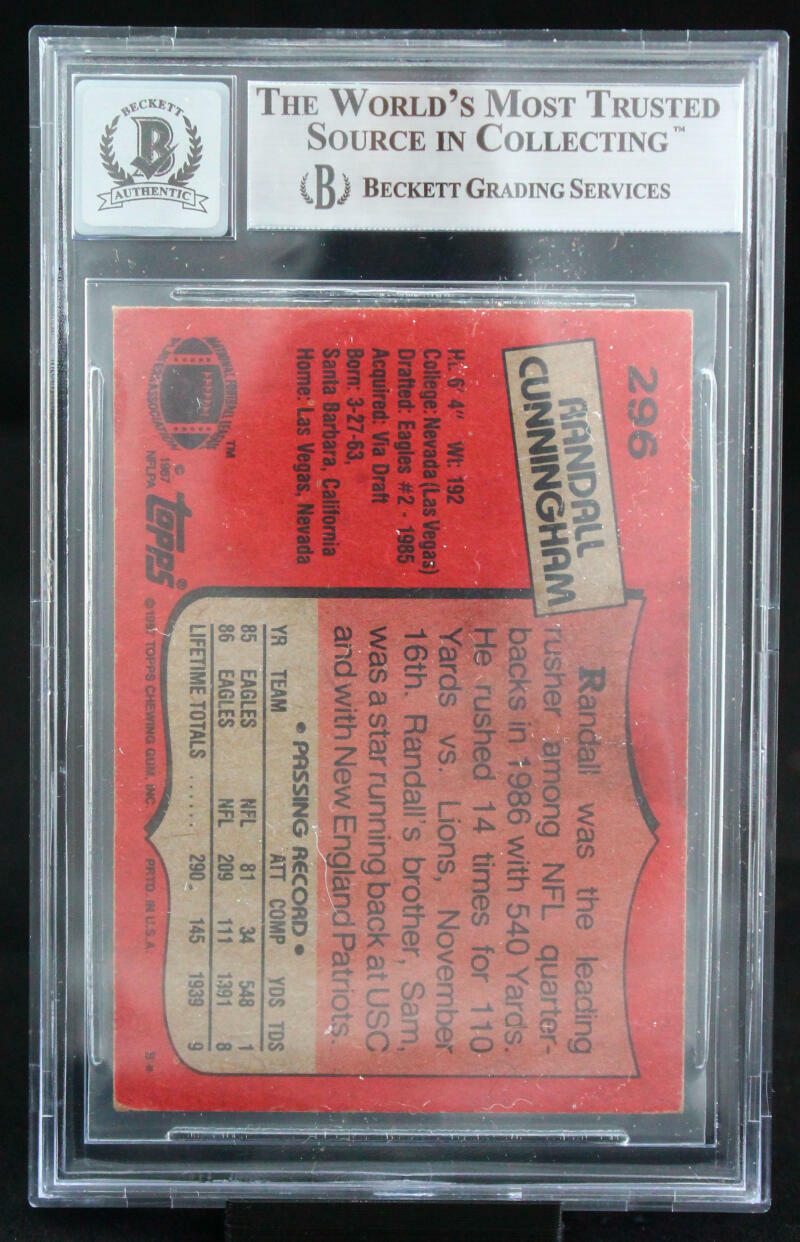 BECKETT
B
AUTHENTIC
THE WORLD'S MOST TRUSTED
SOURCE IN COLLECTING™
B BECKETT GRADING SERVICES
296
RANDALL
CUNNINGHAM
Ht. 6' 4" Wt: 192
College: Nevada (Las Vegas)
Drafted: Eagles #2 - 1985
Acquired: Via Draft
Born: 3-27-63,
Santa Barbara, California
Home: Las Vegas, Nevada
™
© 1987
NFLPA
topps®
© 1987 TOPPS CHEWING GUM, INC. PRTD. IN U.S.A.
Randall was the leading
rusher among NFL quarter-
backs in 1986 with 540 Yards.
He rushed 14 times for 110
Yards vs. Lions, November
16th. Randall's brother, Sam,
was a star running back at USC
and with New England Patriots.
• PASSING RECORD •
YR TEAM ATT COMP YDS TDS
85 EAGLES NFL 81 34 548 1
86 EAGLES NFL 209 111 1391 8
LIFETIME TOTALS ..... 290 145 1939 9